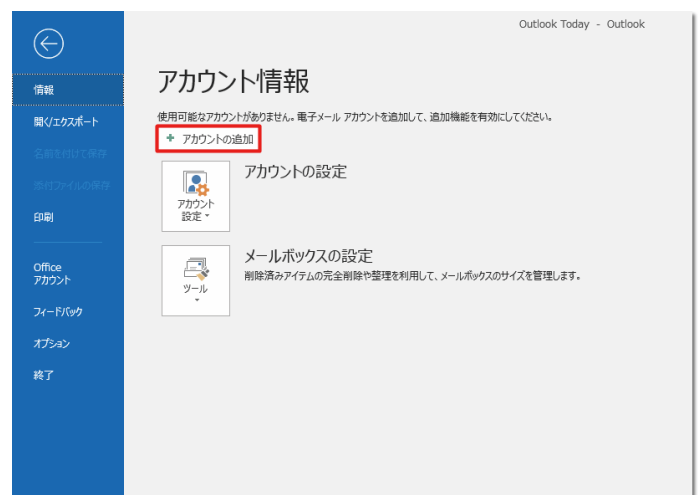 Outlook Today - Outlook
アカウント情報
情報
使用可能なアカウントがありません。電子メール アカウントを追加して、追加機能を有効にしてください。
開く/エクスポート
+ アカウントの追加
名前を付けて保存
添付ファイルの保存
印刷
Office
アカウント
フィードバック
オプション
終了
アカウントの設定
アカウント
設定
メールボックスの設定
削除済みアイテムの完全削除や整理を利用して、メールボックスのサイズを管理します。
ツール